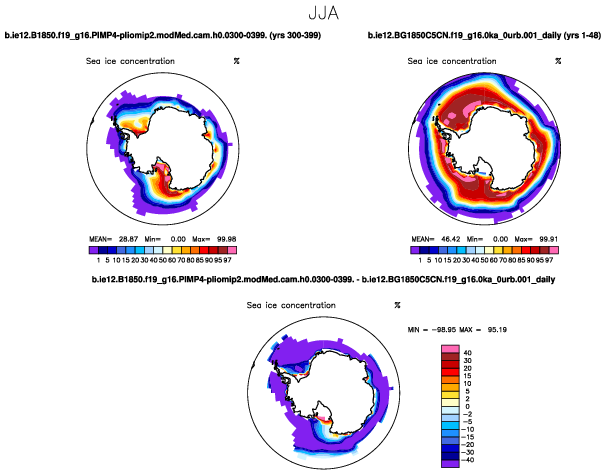 JJA
b.ie12.B1850.f19_g16.PIMP4-pliomip2.modMed.cam.h0.0300-0399. (yrs 300-399)
b.ie12.BG1850C5CN.f19_g16.0ka_0urb.001_daily (yrs 1-48)
Sea ice concentration %
Sea ice concentration %
MEAN= 28.87 Min= 0.00 Max= 99.98
MEAN= 46.42 Min= 0.00 Max= 99.91
1 5 10 15 20 30 40 50 60 70 80 85 90 95 97
1 5 10 15 20 30 40 50 60 70 80 85 90 95 97
b.ie12.B1850.f19_g16.PIMP4-pliomip2.modMed.cam.h0.0300-0399. - b.ie12.BG1850C5CN.f19_g16.0ka_0urb.001_daily
Sea ice concentration %
MIN = -98.95 MAX = 95.19
40
30
20
15
10
5
2
0
-2
-5
-10
-15
-20
-30
-40